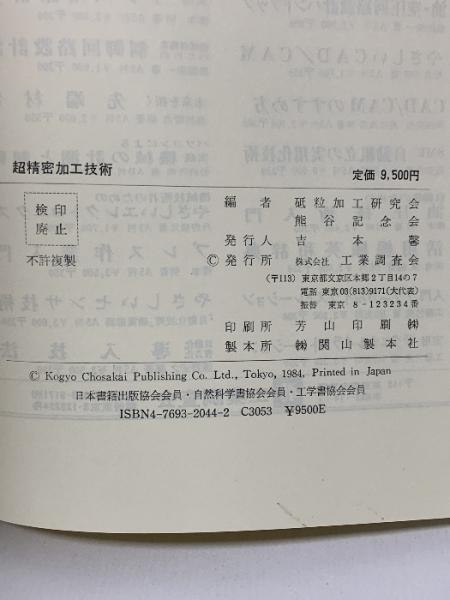 超精密加工技術
定価 9,500円
検印
廃止
不許複製
編者 砥粒加工研究会
熊谷記念会
発行人 吉本馨
© 発行所 株式会社 工業調査会
(〒113) 東京都文京区本郷2丁目14の7
電話 東京03(813)9171(大代表)
振替 東京 8-123234番
印刷所 芳山印刷㈱
製本所 ㈱関山製本社
© Kogyo Chosakai Publishing Co. Ltd., Tokyo, 1984. Printed in Japan
日本書籍出版協会会員・自然科学書協会会員・工学書協会会員
ISBN4-7693-2044-2 C3053 ¥9500E